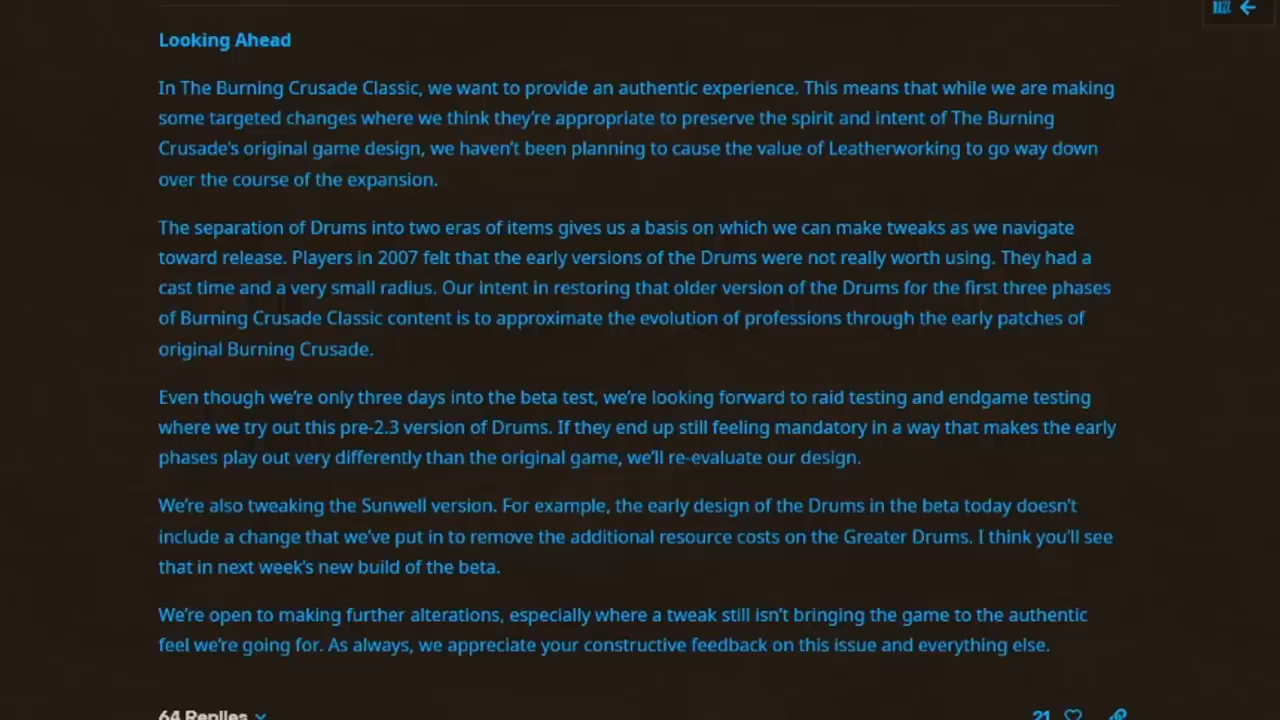 Looking Ahead
In The Burning Crusade Classic, we want to provide an authentic experience. This means that while we are making
some targeted changes where we think they're appropriate to preserve the spirit and intent of The Burning
Crusade's original game design, we haven't been planning to cause the value of Leatherworking to go way down
over the course of the expansion.
The separation of Drums into two eras of items gives us a basis on which we can make tweaks as we navigate
toward release. Players in 2007 felt that the early versions of the Drums were not really worth using. They had a
cast time and a very small radius. Our intent in restoring that older version of the Drums for the first three phases
of Burning Crusade Classic content is to approximate the evolution of professions through the early patches of
original Burning Crusade.
Even though we're only three days into the beta test, we're looking forward to raid testing and endgame testing
where we try out this pre-2.3 version of Drums. If they end up still feeling mandatory in a way that makes the early
phases play out very differently than the original game, we'll re-evaluate our design.
We're also tweaking the Sunwell version. For example, the early design of the Drums in the beta today doesn't
include a change that we've put in to remove the additional resource costs on the Greater Drums. I think you'll see
that in next week's new build of the beta.
We're open to making further alterations, especially where a tweak still isn't bringing the game to the authentic
feel we're going for. As always, we appreciate your constructive feedback on this issue and everything else.
64 Replies
21